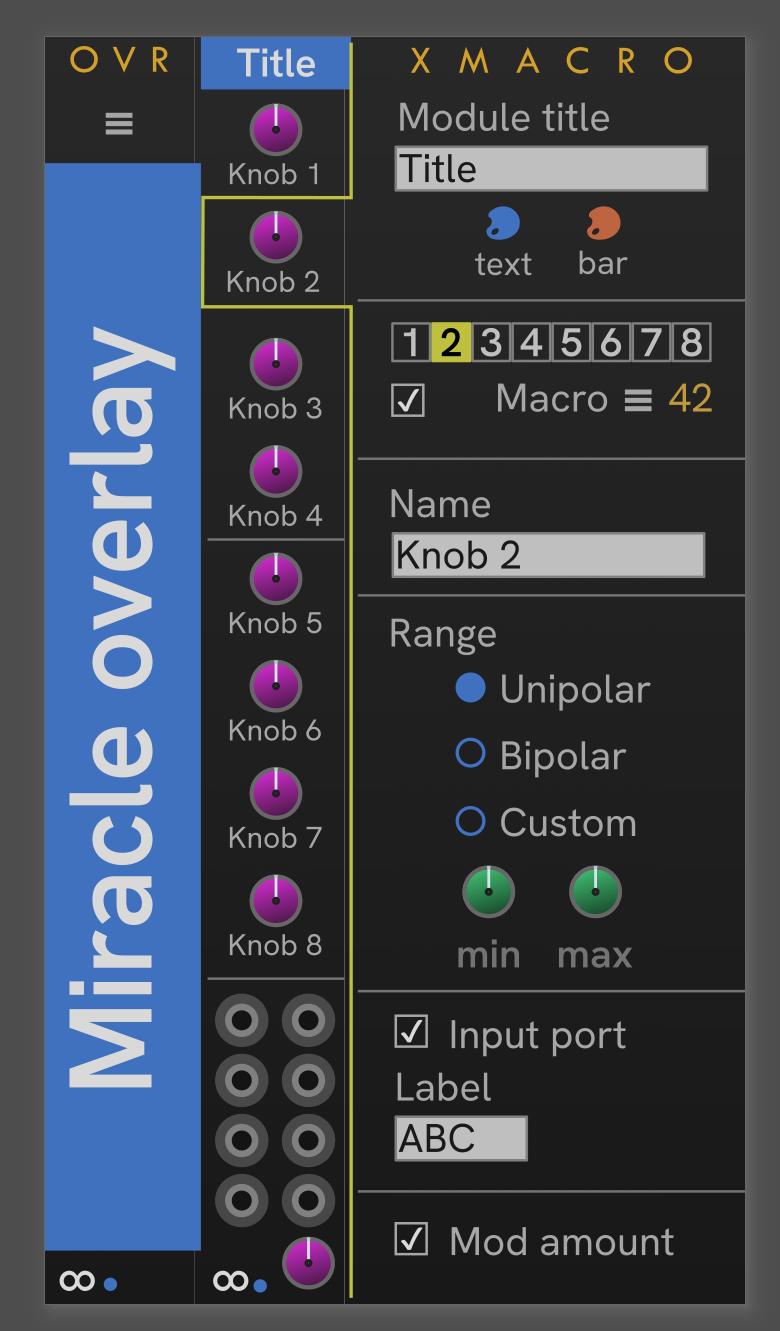 OVR
Miracle overlay
Title
Knob 1
Knob 2
Knob 3
Knob 4
Knob 5
Knob 6
Knob 7
Knob 8
XMACRO
Module title
Title
text bar
1 2 3 4 5 6 7 8
✓ Macro ≡ 42
Name
Knob 2
Range
Unipolar
Bipolar
Custom
min max
✓ Input port
Label
ABC
✓ Mod amount